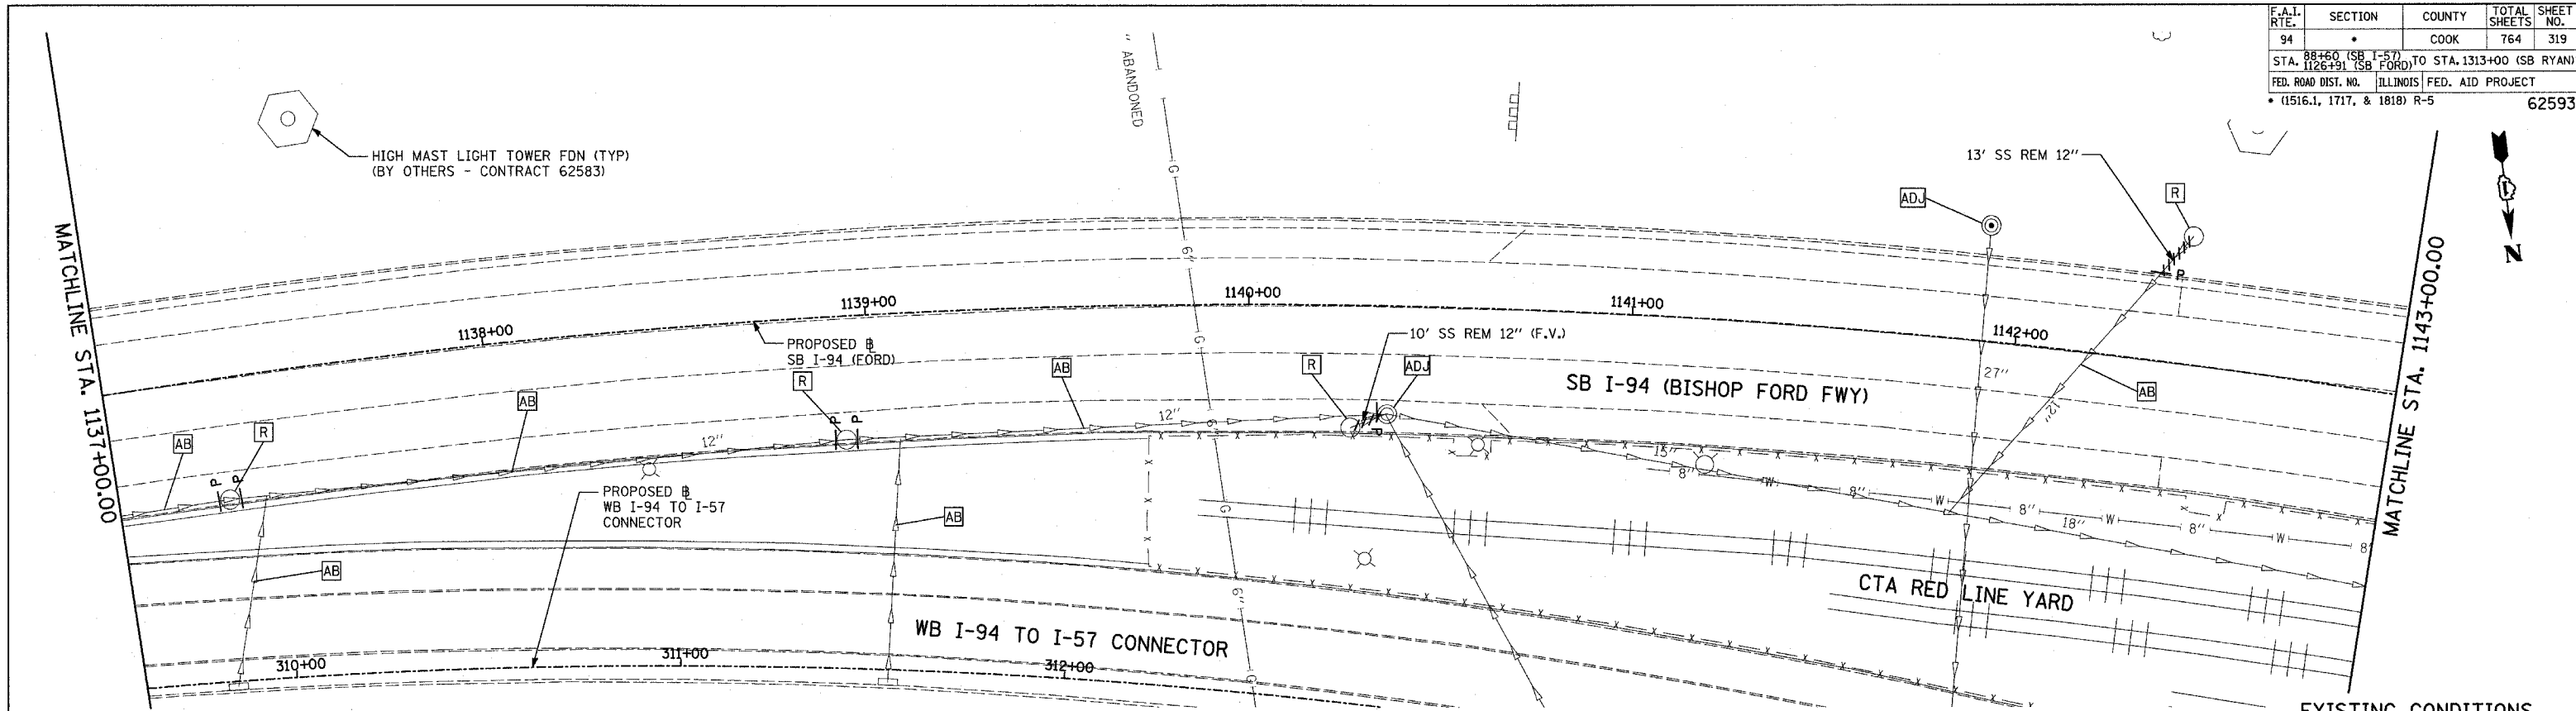 F.A.I. RTE. SECTION COUNTY TOTAL SHEETS SHEET NO.
94 • COOK 764 319
STA. 88+60 (SB I-57) TO STA. 1313+00 (SB RYAN)
1126+91 (SB FORD)
FED. ROAD DIST. NO. ILLINOIS FED. AID PROJECT
• (1516.1, 1717, & 1818) R-5 62593
" ABANDONED
HIGH MAST LIGHT TOWER FDN (TYP)
(BY OTHERS - CONTRACT 62583)
13' SS REM 12"
R
ADJ
N
MATCHLINE STA. 1137+00.00
MATCHLINE STA. 1143+00.00
G
6"
G
P
1138+00
1139+00
1140+00
1141+00
1142+00
PROPOSED B
SB I-94 (FORD)
10' SS REM 12" (F.V.)
R
AB
R
ADJ
SB I-94 (BISHOP FORD FWY)
27"
12"
AB
AB
AB
R
12"
12"
6"
P P
P P
P
15"
8" W 8" W 8" W 8" W 8"
18"
PROPOSED B
WB I-94 TO I-57
CONNECTOR
AB
AB
G
6"
G
CTA RED LINE YARD
WB I-94 TO I-57 CONNECTOR
310+00
311+00
312+00
EXISTING CONDITIONS